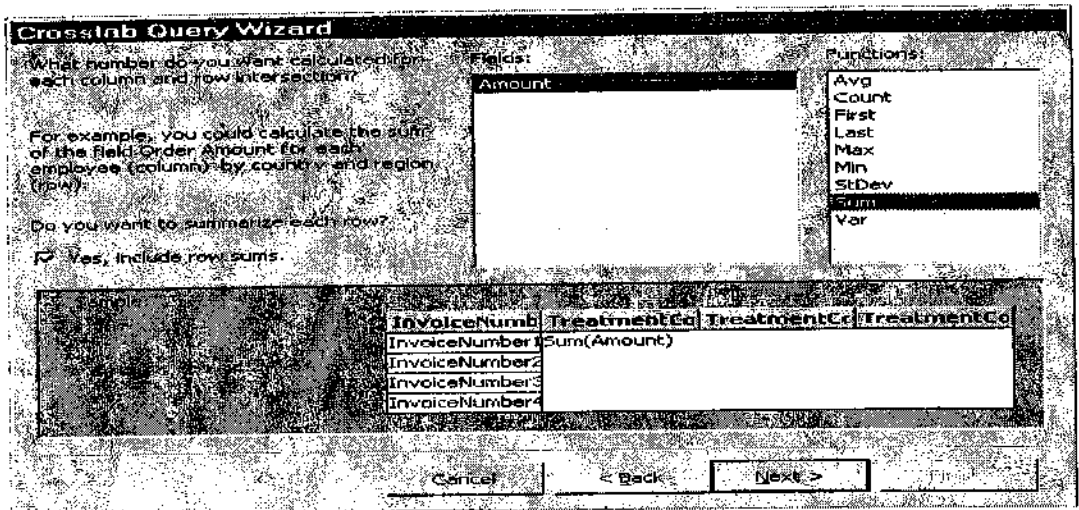 Crosstab Query Wizard
What number do you want calculated for
each column and row intersection?
For example, you could calculate the sum
of the field Order Amount for each
employee (column) by country and region
(row).
Do you want to summarize each row?
Yes, include row sums.
Fields:
Amount
Functions:
Avg
Count
First
Last
Max
Min
StDev
Sum
Var
Sample:
InvoiceNumb TreatmentCo TreatmentCo TreatmentCo
InvoiceNumber1 Sum(Amount)
InvoiceNumber2
InvoiceNumber3
InvoiceNumber4
Cancel < Back Next >